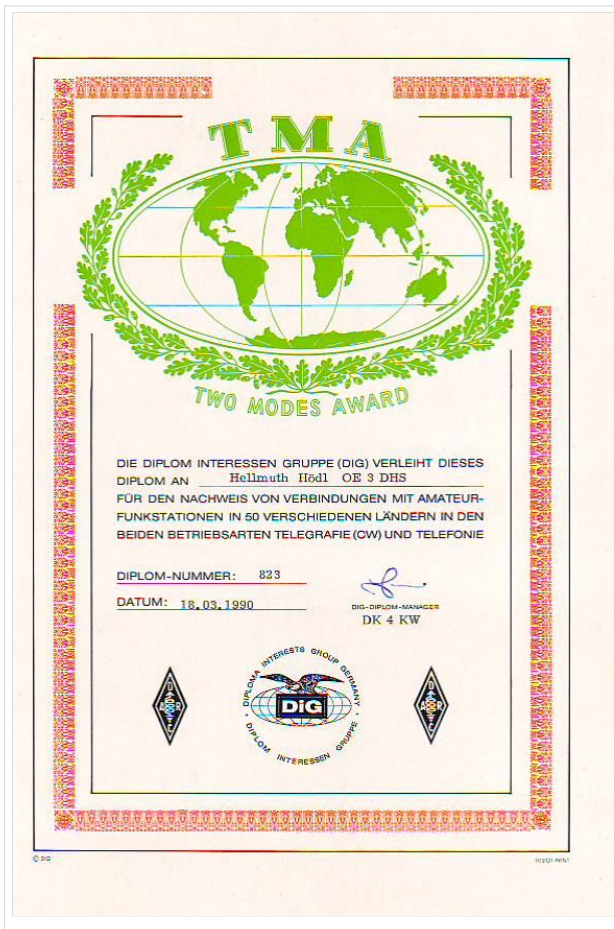 TMA
TWO MODES AWARD
DIE DIPLOM INTERESSEN GRUPPE (DIG) VERLEIHT DIESES
DIPLOM AN Hellmuth Hödl OE 3 DHS
FÜR DEN NACHWEIS VON VERBINDUNGEN MIT AMATEUR-
FUNKSTATIONEN IN 50 VERSCHIEDENEN LÄNDERN IN DEN
BEIDEN BETRIEBSARTEN TELEGRAFIE (CW) UND TELEFONIE
DIPLOM-NUMMER: 823
DATUM: 18.03.1990
DIG-DIPLOM-MANAGER
DK 4 KW
DIPLOMA INTERESTS GROUP GERMANY
DiG
DIPLOM INTERESSEN GRUPPE
© DIG